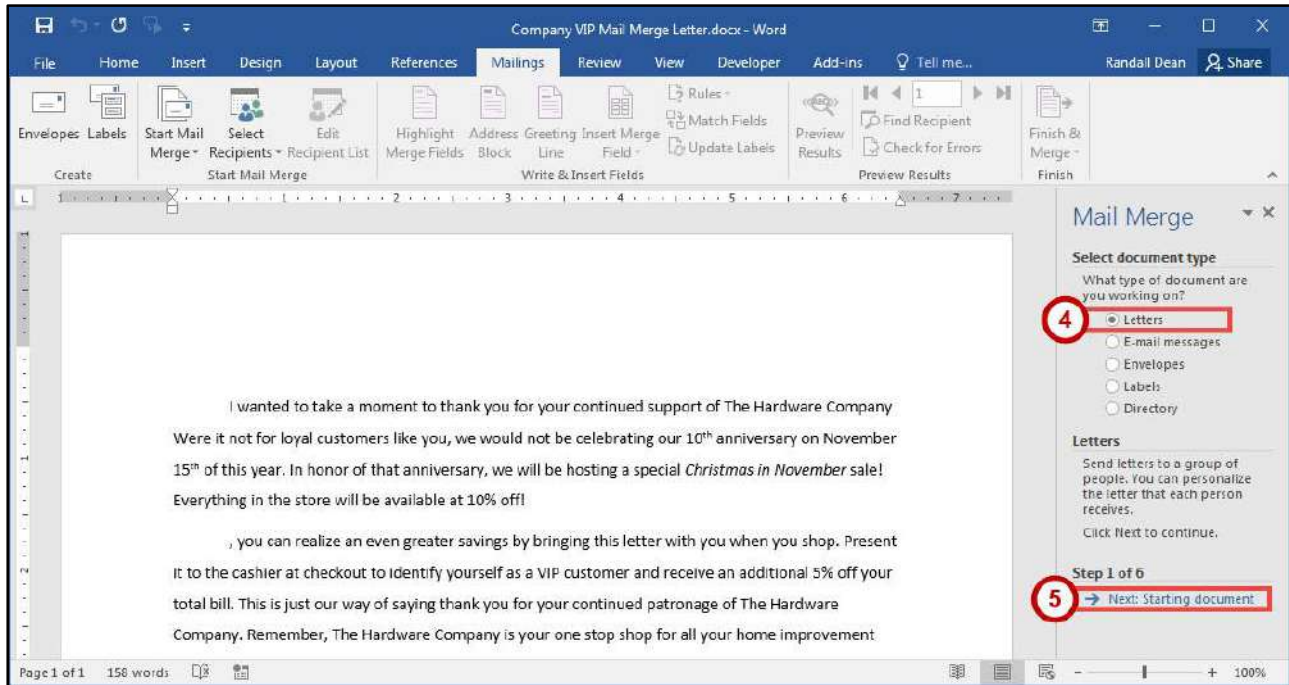 Company VIP Mail Merge Letter.docx - Word
File Home Insert Design Layout References Mailings Review View Developer Add-ins Tell me... Randall Dean Share
Envelopes Labels
Create
Start Mail Merge
Select Recipients
Edit Recipient List
Start Mail Merge
Highlight Merge Fields
Address Block
Greeting Line
Insert Merge Field
Rules
Match Fields
Update Labels
Write & Insert Fields
Preview Results
1
Find Recipient
Check for Errors
Preview Results
Finish & Merge
Finish
1 1 2 3 4 5 6 7
I wanted to take a moment to thank you for your continued support of The Hardware Company
Were it not for loyal customers like you, we would not be celebrating our 10th anniversary on November
15th of this year. In honor of that anniversary, we will be hosting a special Christmas in November sale!
Everything in the store will be available at 10% off!
, you can realize an even greater savings by bringing this letter with you when you shop. Present
it to the cashier at checkout to identify yourself as a VIP customer and receive an additional 5% off your
total bill. This is just our way of saying thank you for your continued patronage of The Hardware
Company. Remember, The Hardware Company is your one stop shop for all your home improvement
Mail Merge
Select document type
What type of document are
you working on?
4
Letters
E-mail messages
Envelopes
Labels
Directory
Letters
Send letters to a group of
people. You can personalize
the letter that each person
receives.
Click Next to continue.
Step 1 of 6
5
Next: Starting document
Page 1 of 1 158 words 100%